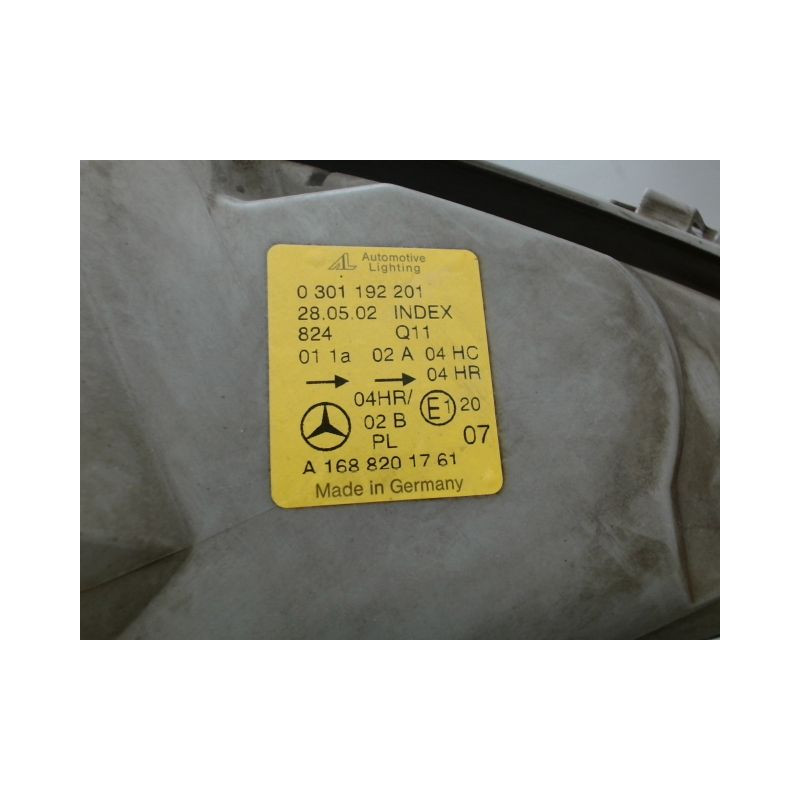 AL Automotive
Lighting
0 301 192 201
28.05.02 INDEX
824 Q11
01 1a 02 A 04 HC
→ → 04 HR
04HR/ E1 20
02 B
PL 07
A 168 820 17 61
Made in Germany